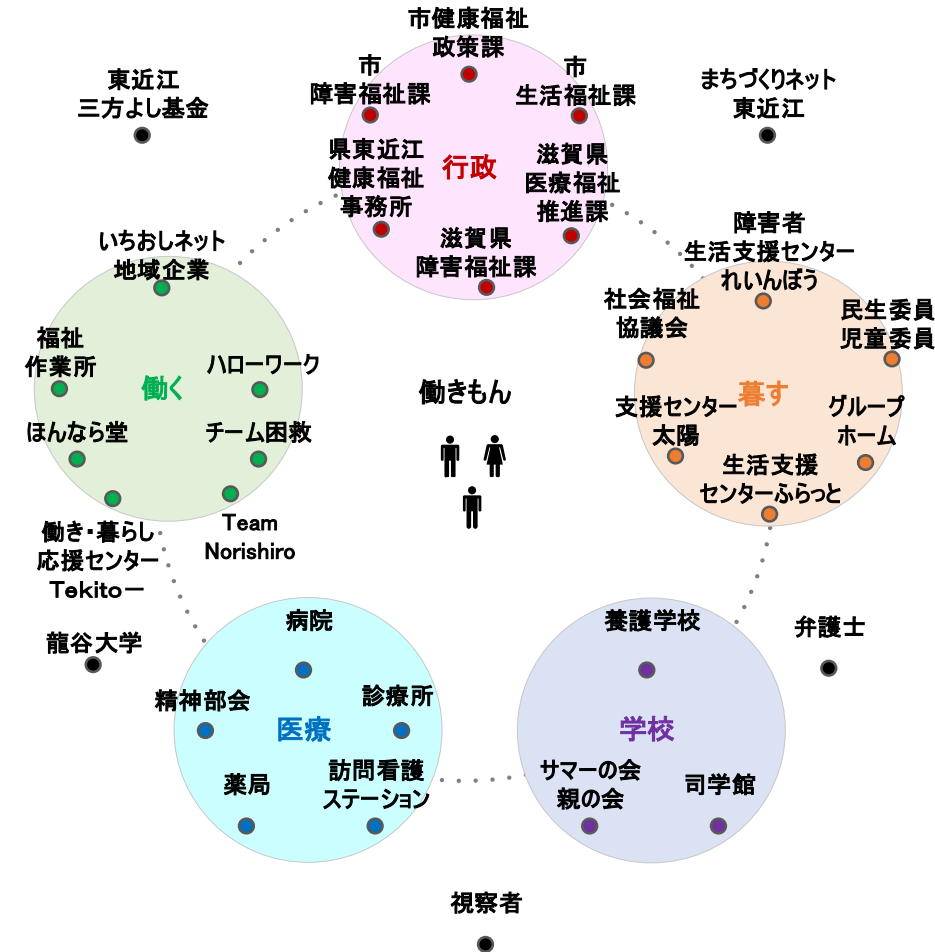 市健康福祉
政策課
市
障害福祉課
市
生活福祉課
県東近江
健康福祉
事務所
行政
滋賀県
医療福祉
推進課
滋賀県
障害福祉課
東近江
三方よし基金
まちづくりネット
東近江
いちおしネット
地域企業
福祉
作業所
働く
ハローワーク
ほんなら堂
チーム困救
働き・暮らし
応援センター
Tekitoー
Team
Norishiro
働きもん
障害者
生活支援センター
れいんぼう
社会福祉
協議会
民生委員
児童委員
暮す
支援センター
太陽
グループ
ホーム
生活支援
センターふらっと
龍谷大学
弁護士
病院
精神部会
診療所
医療
薬局
訪問看護
ステーション
養護学校
学校
サマーの会
親の会
司学館
視察者